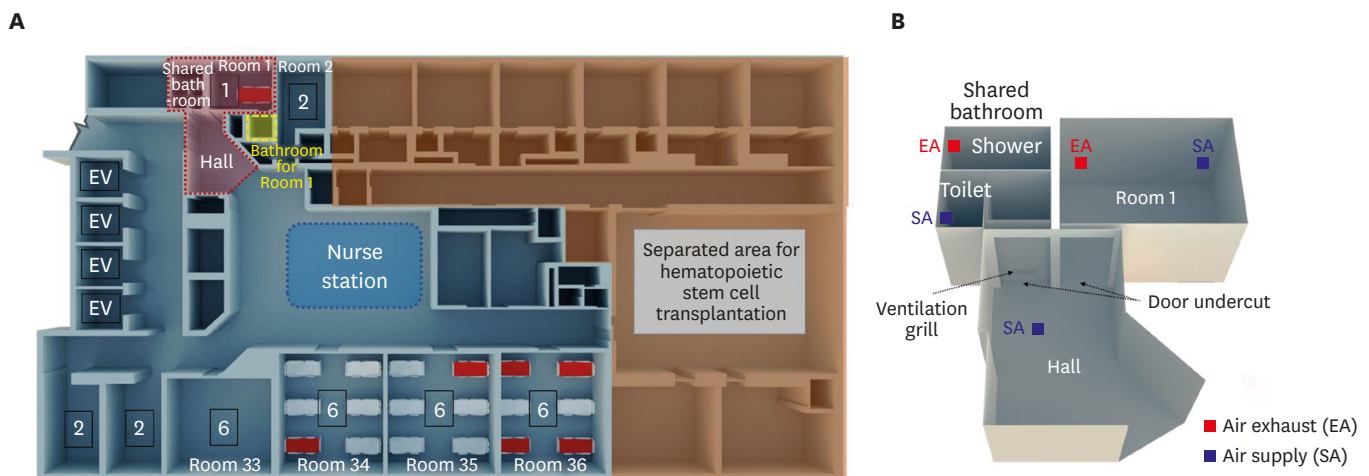 A
Shared
bath
-room
Room 1
1
Room 2
2
Hall
Bathroom
for
Room 1
EV
EV
EV
EV
Nurse
station
Separated area for
hematopoietic
stem cell
transplantation
2
2
6
Room 33
6
Room 34
6
Room 35
6
Room 36
B
Shared
bathroom
EA
Shower
Toilet
SA
EA
SA
Room 1
Ventilation
grill
Door undercut
SA
Hall
Air exhaust (EA)
Air supply (SA)